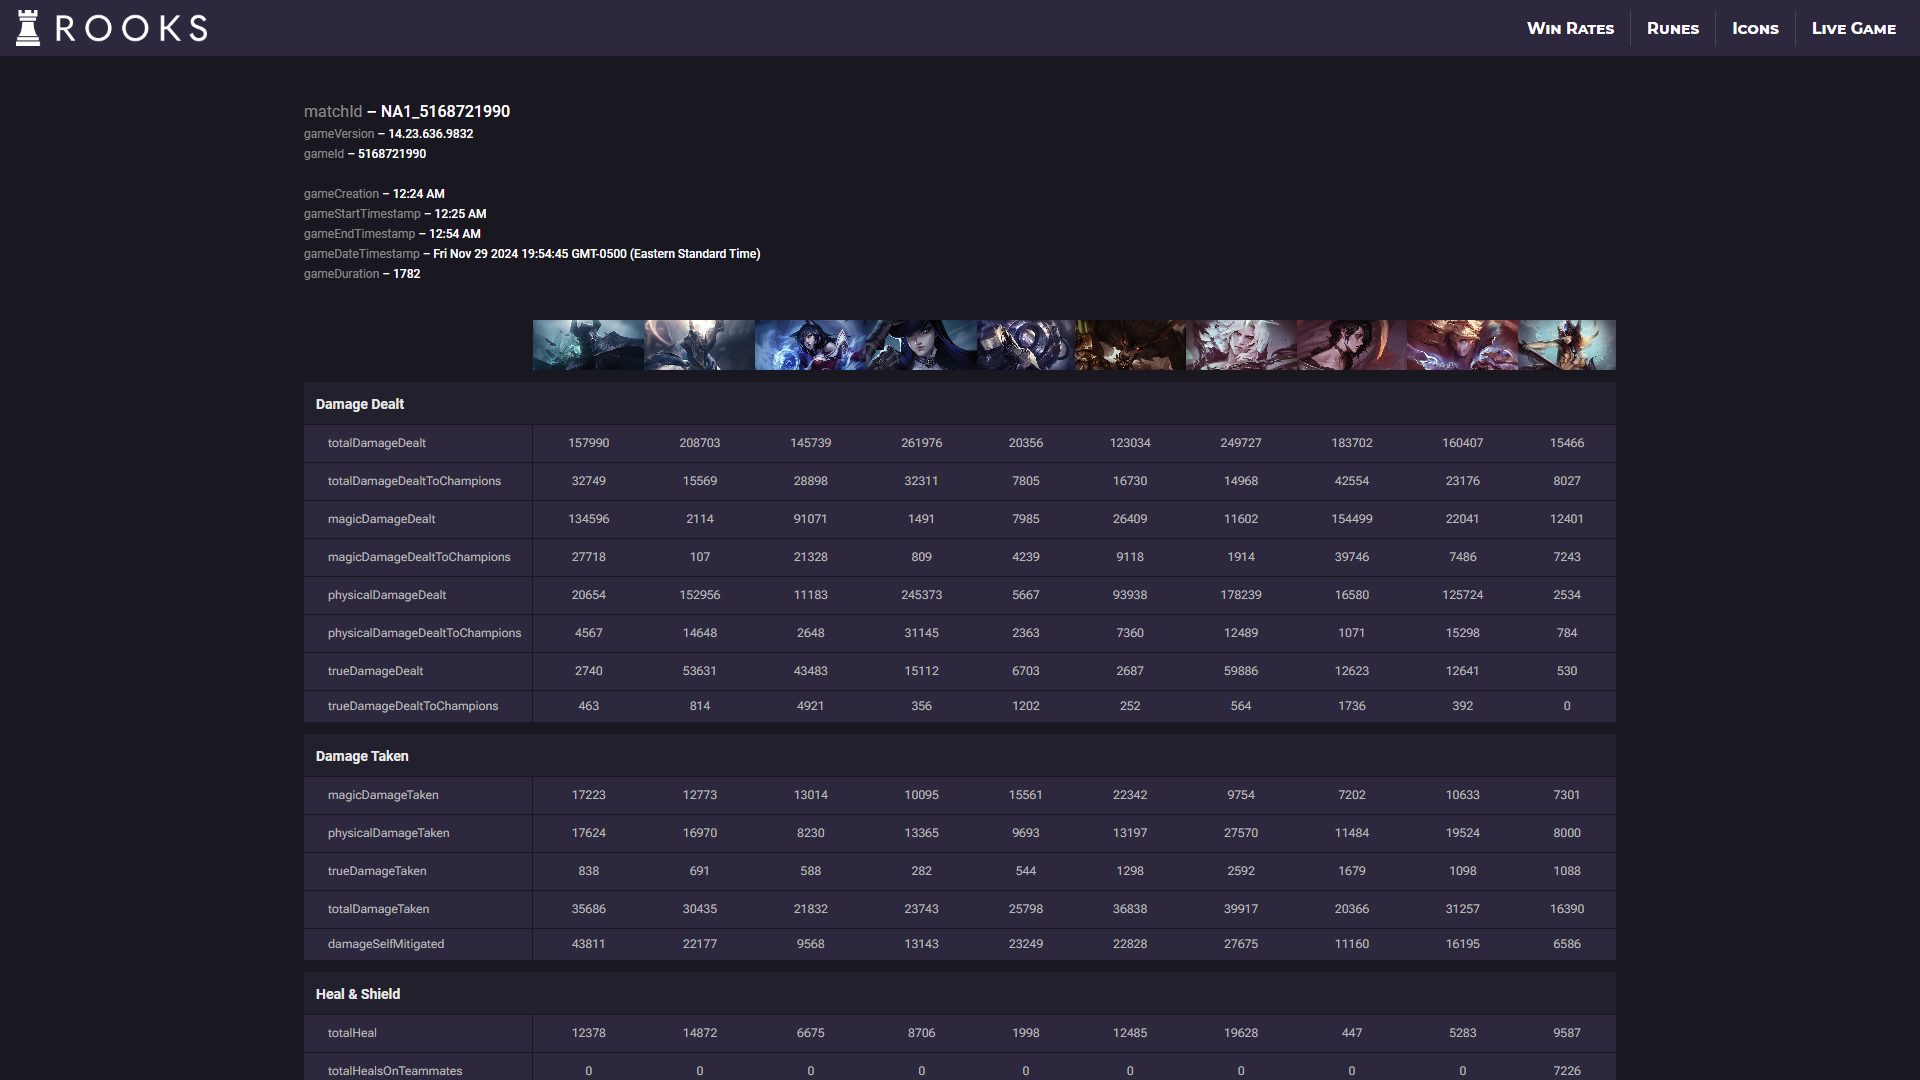 ROOKS
Win Rates Runes Icons Live Game
matchId – NA1_5168721990
gameVersion – 14.23.636.9832
gameId – 5168721990
gameCreation – 12:24 AM
gameStartTimestamp – 12:25 AM
gameEndTimestamp – 12:54 AM
gameDateTimestamp – Fri Nov 29 2024 19:54:45 GMT-0500 (Eastern Standard Time)
gameDuration – 1782
Damage Dealt
totalDamageDealt 157990 208703 145739 261976 20356 123034 249727 183702 160407 15466
totalDamageDealtToChampions 32749 15569 28898 32311 7805 16730 14968 42554 23176 8027
magicDamageDealt 134596 2114 91071 1491 7985 26409 11602 154499 22041 12401
magicDamageDealtToChampions 27718 107 21328 809 4239 9118 1914 39746 7486 7243
physicalDamageDealt 20654 152956 11183 245373 5667 93938 178239 16580 125724 2534
physicalDamageDealtToChampions 4567 14648 2648 31145 2363 7360 12489 1071 15298 784
trueDamageDealt 2740 53631 43483 15112 6703 2687 59886 12623 12641 530
trueDamageDealtToChampions 463 814 4921 356 1202 252 564 1736 392 0
Damage Taken
magicDamageTaken 17223 12773 13014 10095 15561 22342 9754 7202 10633 7301
physicalDamageTaken 17624 16970 8230 13365 9693 13197 27570 11484 19524 8000
trueDamageTaken 838 691 588 282 544 1298 2592 1679 1098 1088
totalDamageTaken 35686 30435 21832 23743 25798 36838 39917 20366 31257 16390
damageSelfMitigated 43811 22177 9568 13143 23249 22828 27675 11160 16195 6586
Heal & Shield
totalHeal 12378 14872 6675 8706 1998 12485 19628 447 5283 9587
totalHealsOnTeammates 0 0 0 0 0 0 0 0 0 7226